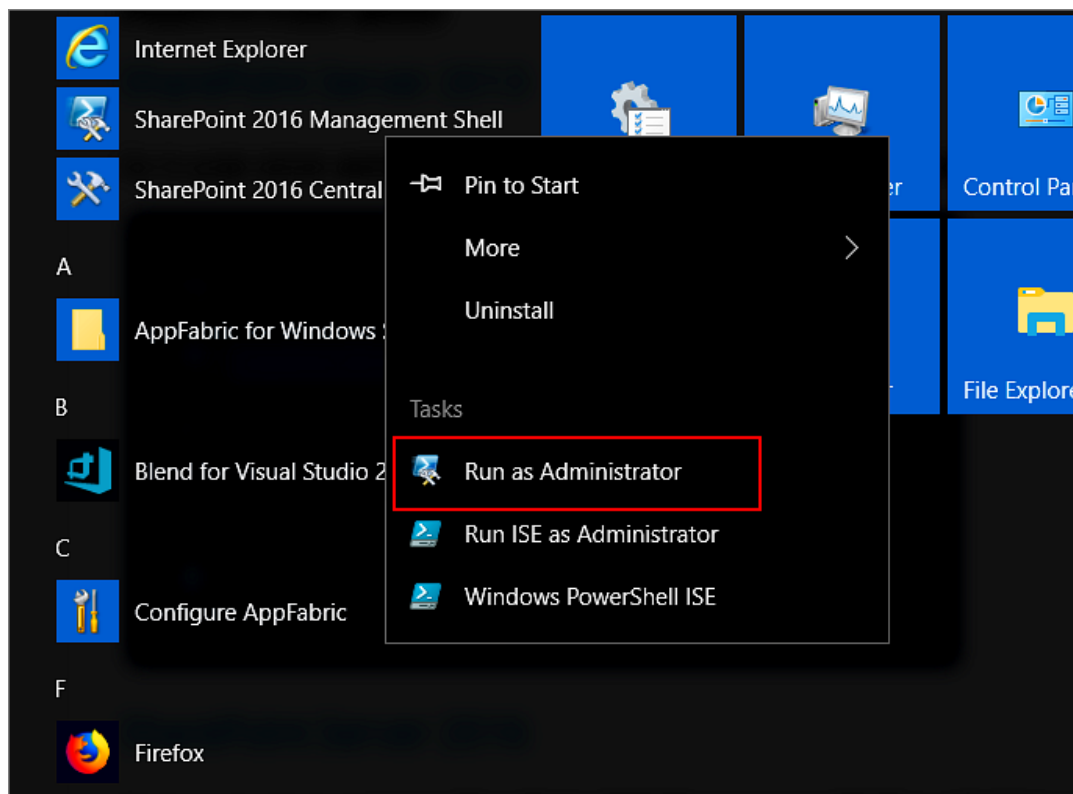 Internet Explorer
SharePoint 2016 Management Shell
SharePoint 2016 Central
A
AppFabric for Windows
B
Blend for Visual Studio 2
C
Configure AppFabric
F
Firefox
Pin to Start
More
Uninstall
Tasks
Run as Administrator
Run ISE as Administrator
Windows PowerShell ISE
Control Pa
File Explore